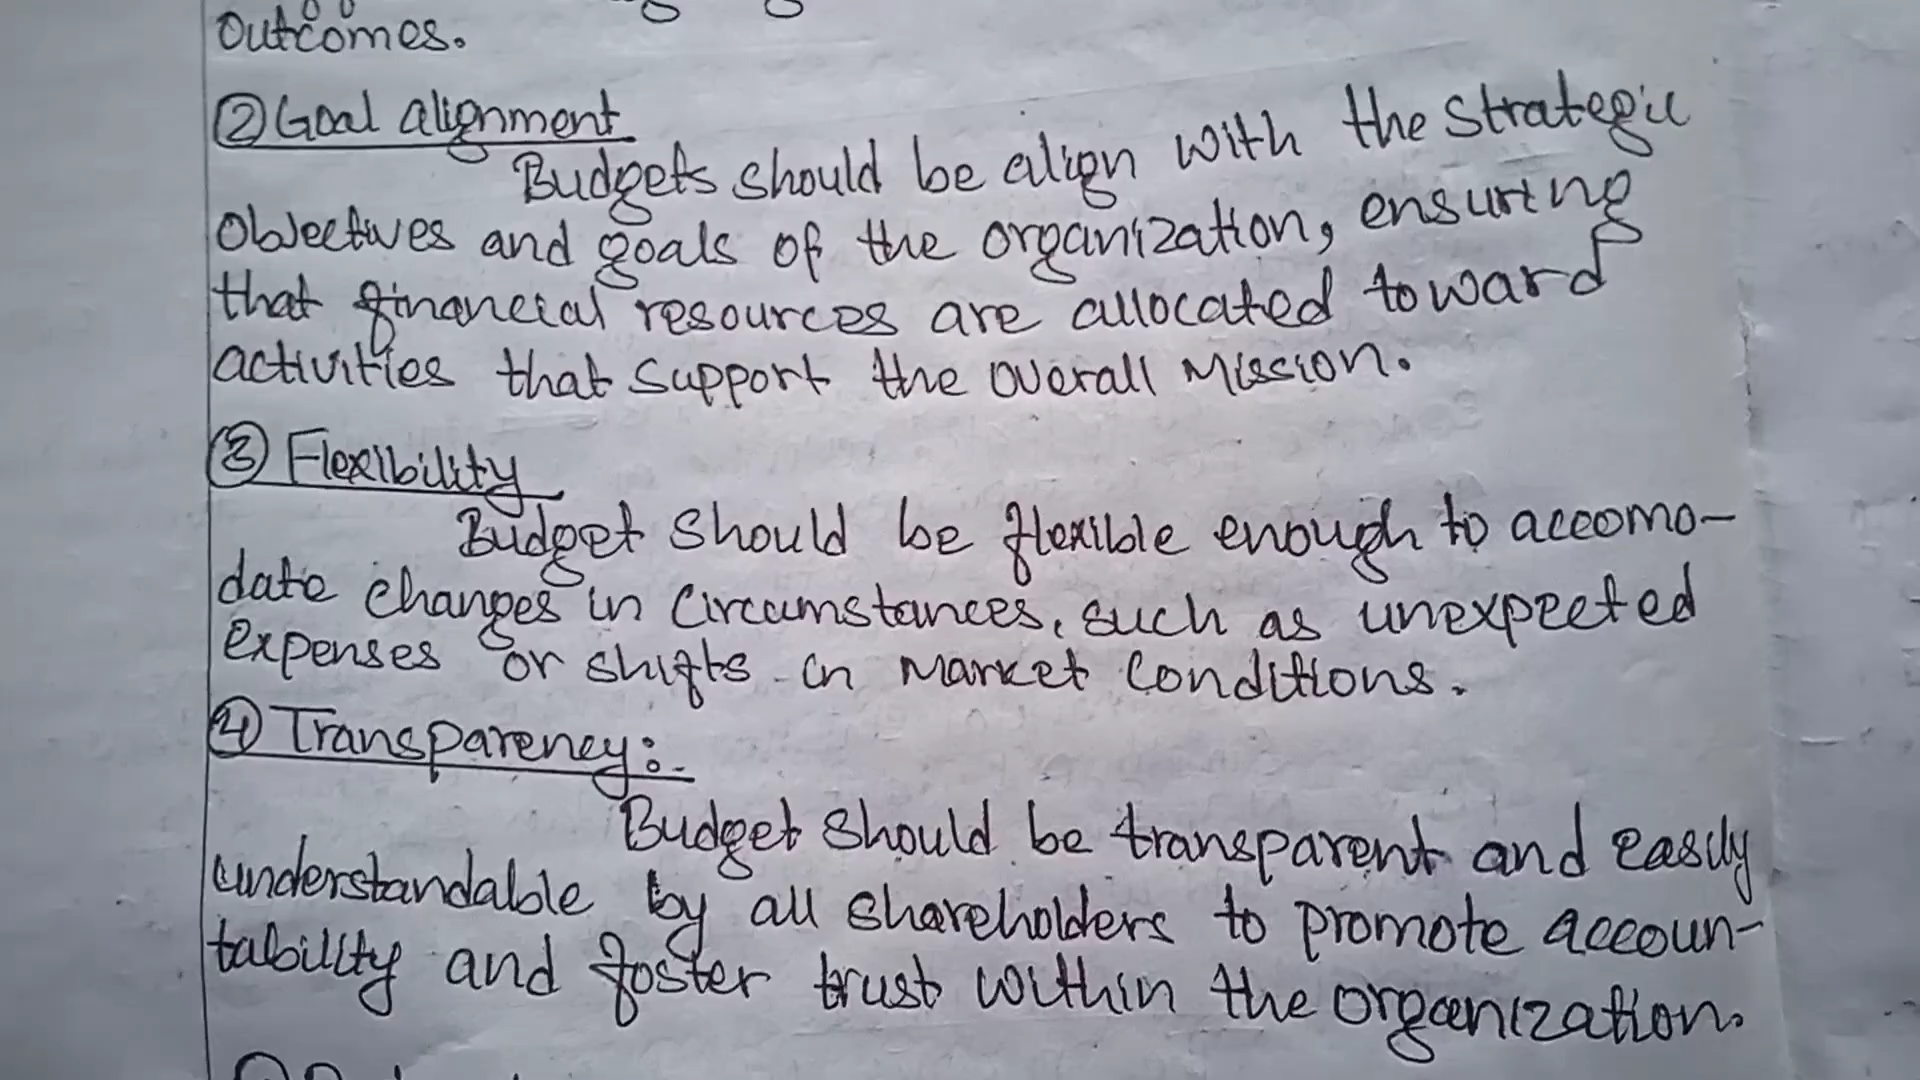 outcomes.
② Goal alignment
Budgets should be align with the strategic
objectives and goals of the organization, ensuring
that financial resources are allocated toward
activities that support the overall Mission.
③ Flexibility
Budget should be flexible enough to accomo-
date changes in circumstances, such as unexpected
expenses or shifts in market conditions.
④ Transparency:-
Budget should be transparent and easily
understandable by all shareholders to promote accoun-
tability and foster trust within the organization.